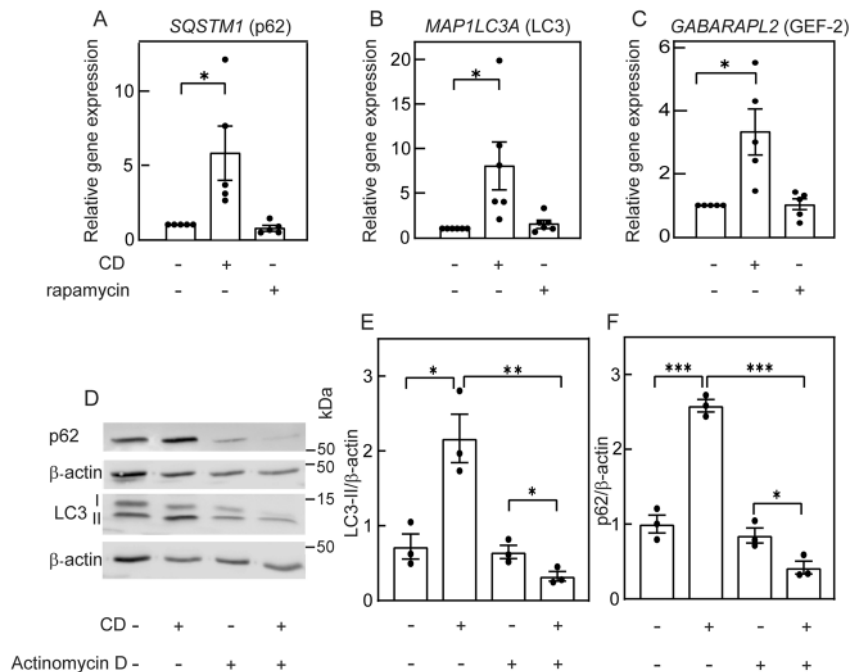 A
SQSTM1 (p62)
Relative gene expression
10
5
0
*
B
MAP1LC3A (LC3)
Relative gene expression
20
15
10
5
0
*
C
GABARAPL2 (GEF-2)
Relative gene expression
6
4
2
0
*
CD - + - - + - - + -
rapamycin - - + - - + - - +
D
kDa
p62
50
β-actin
50
LC3 I II
15
β-actin
50
CD - + - +
Actinomycin D - - + +
E
LC3-II/β-actin
3
2
1
0
* ** *
- + - +
- - + +
F
p62/β-actin
3
2
1
0
*** *** *
- + - +
- - + +